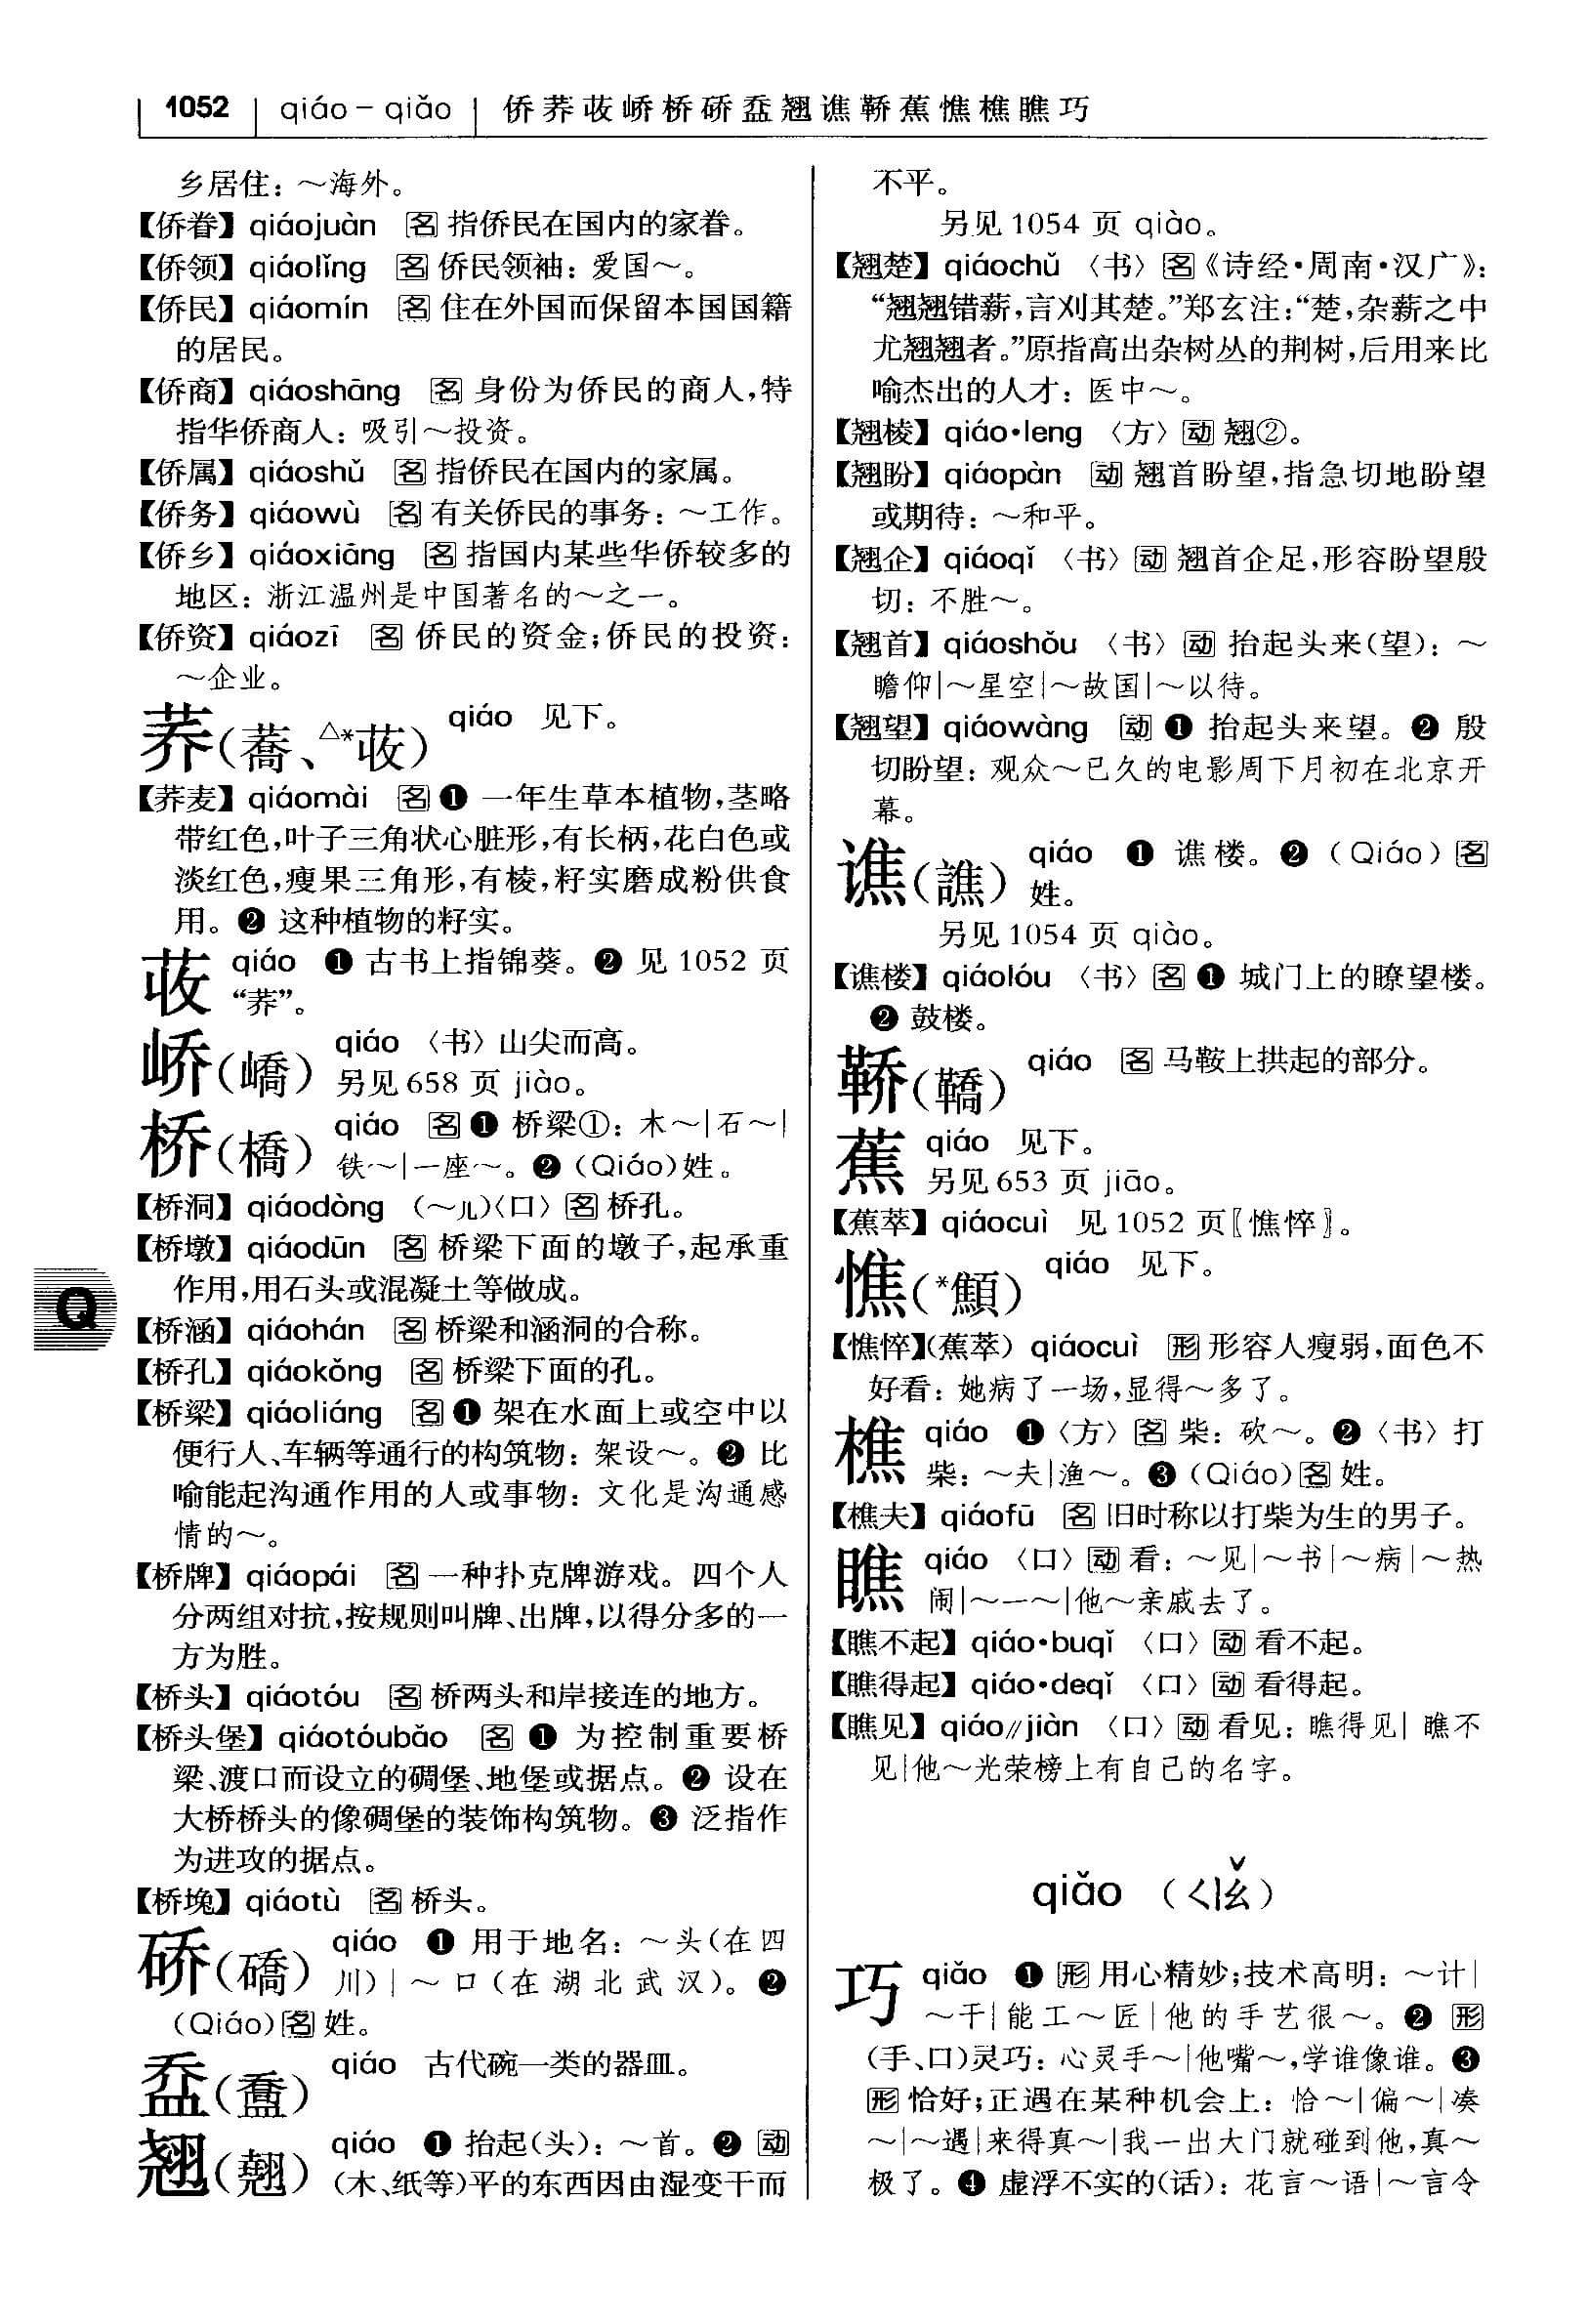 1052 qiáo－qiǎo 侨荞荍峤桥硚盉翘谯鞒蕉憔樵瞧巧
乡居住：～海外。
【侨眷】qiáojuàn 名 指侨民在国内的家眷。
【侨领】qiáolǐng 名 侨民领袖：爱国～。
【侨民】qiáomín 名 住在外国而保留本国国籍
的居民。
【侨商】qiáoshāng 名 身份为侨民的商人，特
指华侨商人：吸引～投资。
【侨属】qiáoshǔ 名 指侨民在国内的家属。
【侨务】qiáowù 名 有关侨民的事务：～工作。
【侨乡】qiáoxiāng 名 指国内某些华侨较多的
地区：浙江温州是中国著名的～之一。
【侨资】qiáozī 名 侨民的资金；侨民的投资：
～企业。
荞（蕎、△*荍） qiáo 见下。
【荞麦】qiáomài 名 ❶ 一年生草本植物，茎略
带红色，叶子三角状心脏形，有长柄，花白色或
淡红色，瘦果三角形，有棱，籽实磨成粉供食
用。❷ 这种植物的籽实。
荍 qiáo ❶ 古书上指锦葵。❷ 见 1052 页
“荞”。
峤（嶠） qiáo 〈书〉山尖而高。
另见 658 页 jiào。
桥（橋） qiáo 名 ❶ 桥梁①：木～|石～|
铁～|一座～。❷（Qiáo）姓。
【桥洞】qiáodòng （～儿）〈口〉名 桥孔。
【桥墩】qiáodūn 名 桥梁下面的墩子，起承重
作用，用石头或混凝土等做成。
【桥涵】qiáohán 名 桥梁和涵洞的合称。
【桥孔】qiáokǒng 名 桥梁下面的孔。
【桥梁】qiáoliáng 名 ❶ 架在水面上或空中以
便行人、车辆等通行的构筑物：架设～。❷ 比
喻能起沟通作用的人或事物：文化是沟通感
情的～。
【桥牌】qiáopái 名 一种扑克牌游戏。四个人
分两组对抗，按规则叫牌、出牌，以得分多的一
方为胜。
【桥头】qiáotóu 名 桥两头和岸接连的地方。
【桥头堡】qiáotóubǎo 名 ❶ 为控制重要桥
梁、渡口而设立的碉堡、地堡或据点。❷ 设在
大桥桥头的像碉堡的装饰构筑物。❸ 泛指作
为进攻的据点。
【桥堍】qiáotù 名 桥头。
硚（礄） qiáo ❶ 用于地名：～头（在四
川）|～口（在湖北武汉）。❷
（Qiáo）名 姓。
qiáo 古代碗一类的器皿。
翘（翹） qiáo ❶ 抬起（头）：～首。❷ 动
（木、纸等）平的东西因由湿变干而
不平。
另见 1054 页 qiào。
【翘楚】qiáochǔ 〈书〉名《诗经·周南·汉广》：
“翘翘错薪，言刈其楚。”郑玄注：“楚，杂薪之中
尤翘翘者。”原指高出杂树丛的荆树，后用来比
喻杰出的人才：医中～。
【翘棱】qiáo·leng 〈方〉动 翘②。
【翘盼】qiáopàn 动 翘首盼望，指急切地盼望
或期待：～和平。
【翘企】qiáoqǐ 〈书〉动 翘首企足，形容盼望殷
切：不胜～。
【翘首】qiáoshǒu 〈书〉动 抬起头来（望）：～
瞻仰|～星空|～故国|～以待。
【翘望】qiáowàng 动 ❶ 抬起头来望。❷ 殷
切盼望：观众～已久的电影周下月初在北京开
幕。
谯（譙） qiáo ❶ 谯楼。❷（Qiáo）名
姓。
另见 1054 页 qiào。
【谯楼】qiáolóu 〈书〉名 ❶ 城门上的瞭望楼。
❷ 鼓楼。
鞒（鞽） qiáo 名 马鞍上拱起的部分。
蕉 qiáo 见下。
另见 653 页 jiāo。
【蕉萃】qiáocuì 见 1052 页〖憔悴〗。
憔（*顦） qiáo 见下。
【憔悴】（蕉萃） qiáocuì 形 形容人瘦弱，面色不
好看：她病了一场，显得～多了。
樵 qiáo ❶〈方〉名 柴：砍～。❷〈书〉打
柴：～夫|渔～。❸（Qiáo）名 姓。
【樵夫】qiáofū 名 旧时称以打柴为生的男子。
瞧 qiáo 〈口〉动 看：～见|～书|～病|～热
闹|～一～|他～亲戚去了。
【瞧不起】qiáo·buqǐ 〈口〉动 看不起。
【瞧得起】qiáo·deqǐ 〈口〉动 看得起。
【瞧见】qiáo∥jiàn 〈口〉动 看见：瞧得见|瞧不
见|他～光荣榜上有自己的名字。
qiǎo （ㄑㄧㄠˇ）
巧 qiǎo ❶ 形 用心精妙；技术高明：～计|
～干|能工～匠|他的手艺很～。❷ 形
（手、口）灵巧：心灵手～|他嘴～，学谁像谁。❸
形 恰好；正遇在某种机会上：恰～|偏～|凑
～|～遇|来得真～|我一出大门就碰到他，真～
极了。❹ 虚浮不实的（话）：花言～语|～言令
Q